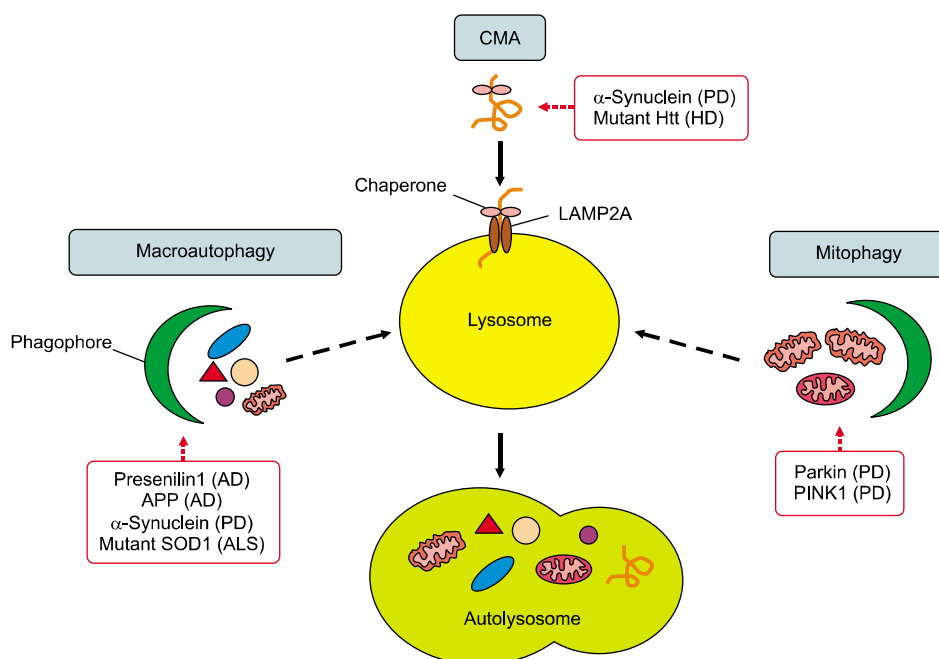 CMA
α-Synuclein (PD)
Mutant Htt (HD)
Chaperone
LAMP2A
Macroautophagy
Mitophagy
Phagophore
Lysosome
Presenilin1 (AD)
APP (AD)
α-Synuclein (PD)
Mutant SOD1 (ALS)
Parkin (PD)
PINK1 (PD)
Autolysosome